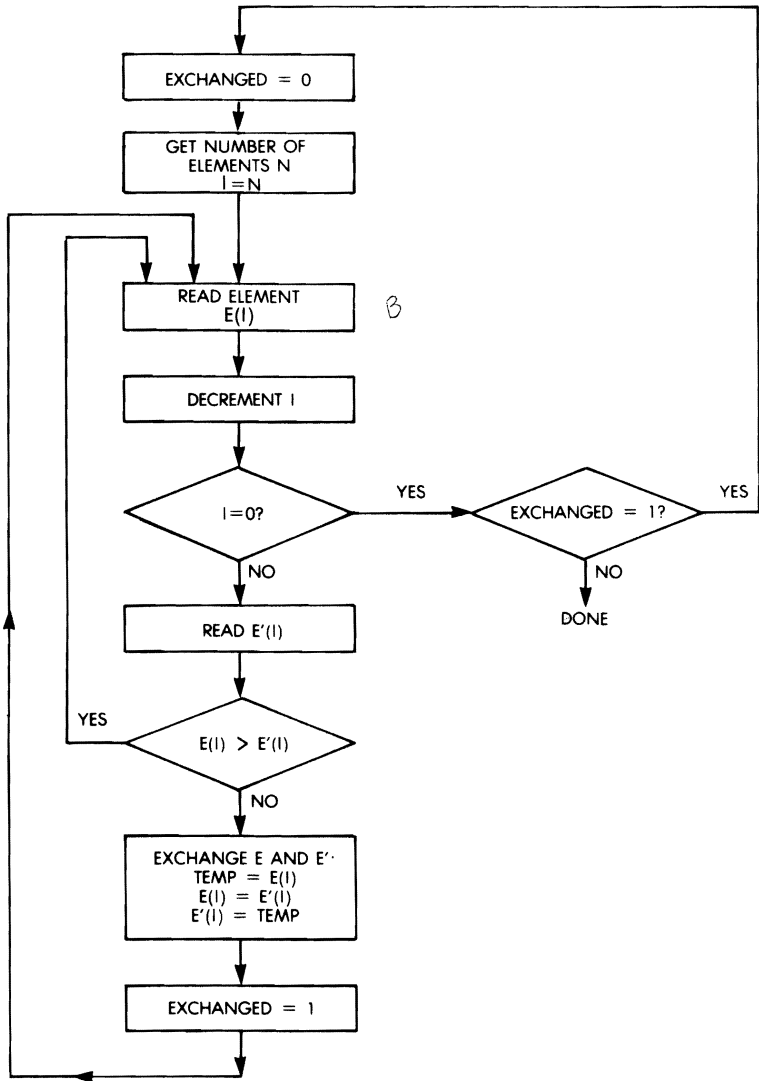 EXCHANGED = 0
GET NUMBER OF
ELEMENTS N
I=N
READ ELEMENT
E(I)
B
DECREMENT I
I=0?
YES
EXCHANGED = 1?
YES
NO
NO
READ E'(I)
DONE
YES
E(I) > E'(I)
NO
EXCHANGE E AND E'·
TEMP = E(I)
E(I) = E'(I)
E'(I) = TEMP
EXCHANGED = 1